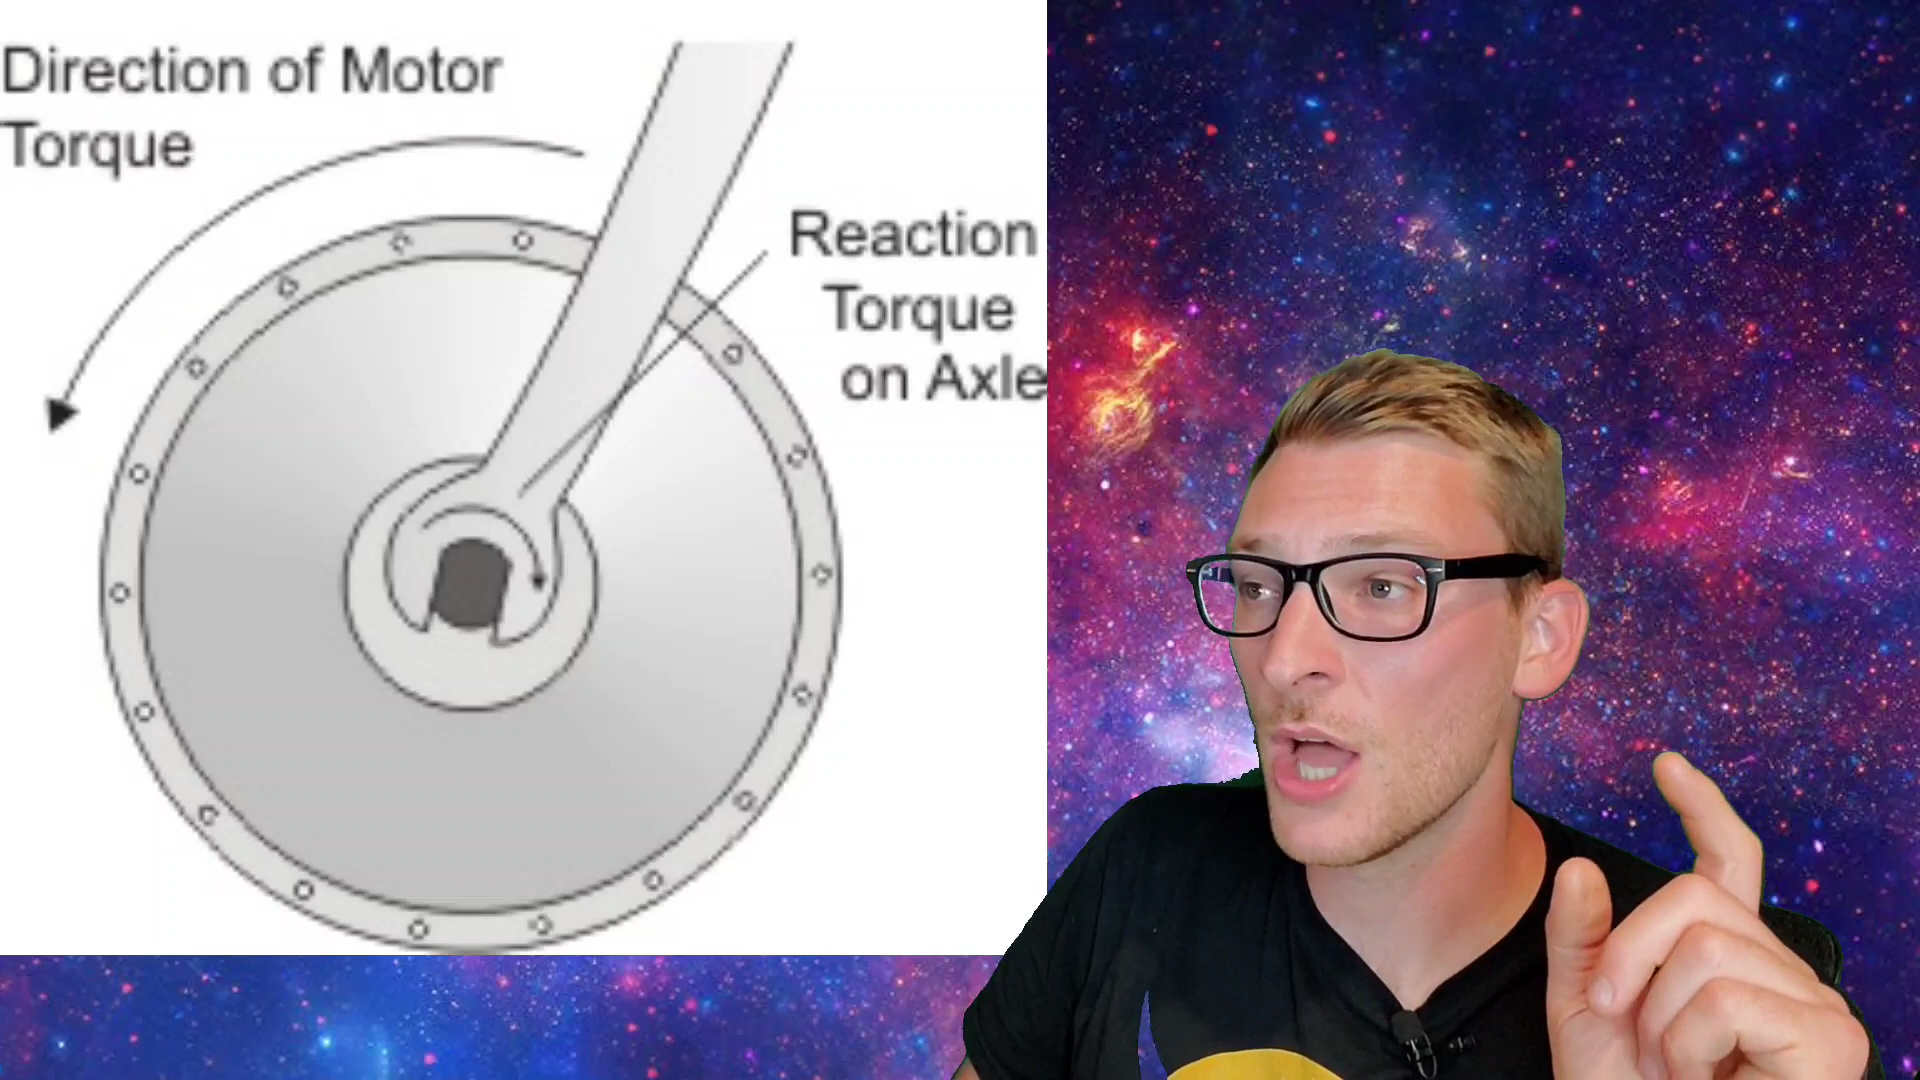 Direction of Motor
Torque
Reaction
Torque
on Axle